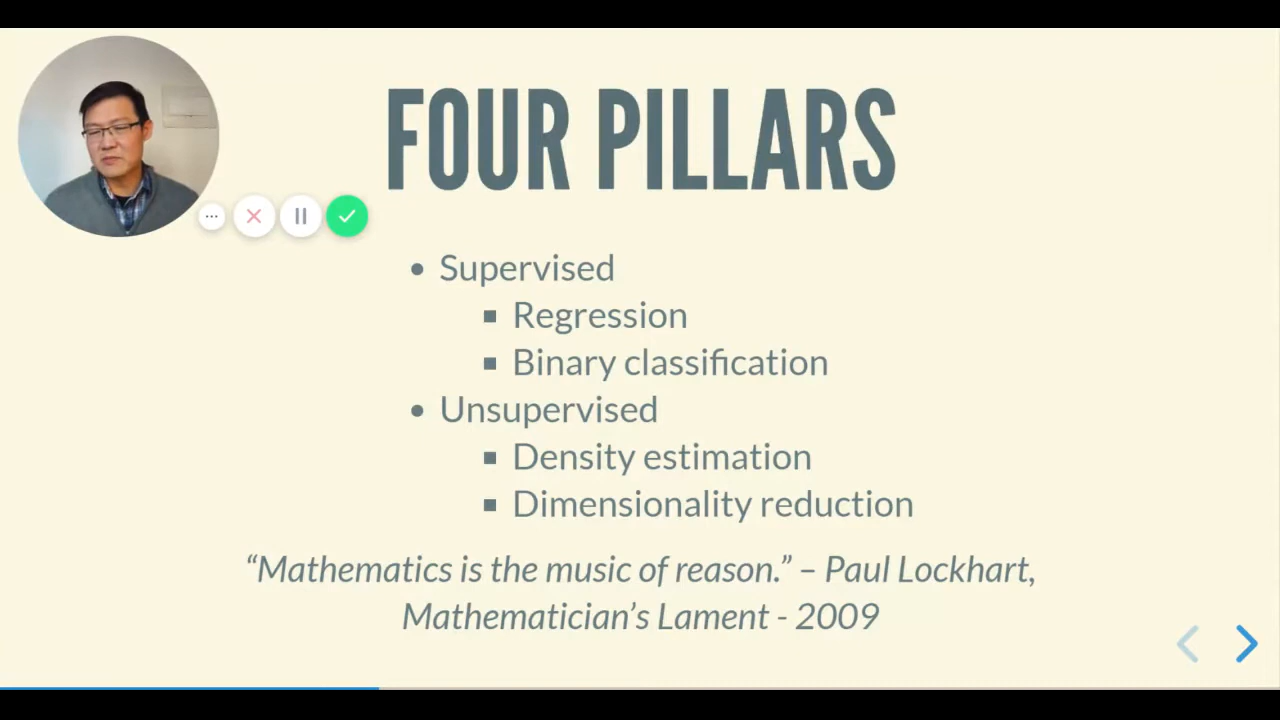 FOUR PILLARS
Supervised
Regression
Binary classification
Unsupervised
Density estimation
Dimensionality reduction
“Mathematics is the music of reason.” – Paul Lockhart,
Mathematician’s Lament - 2009